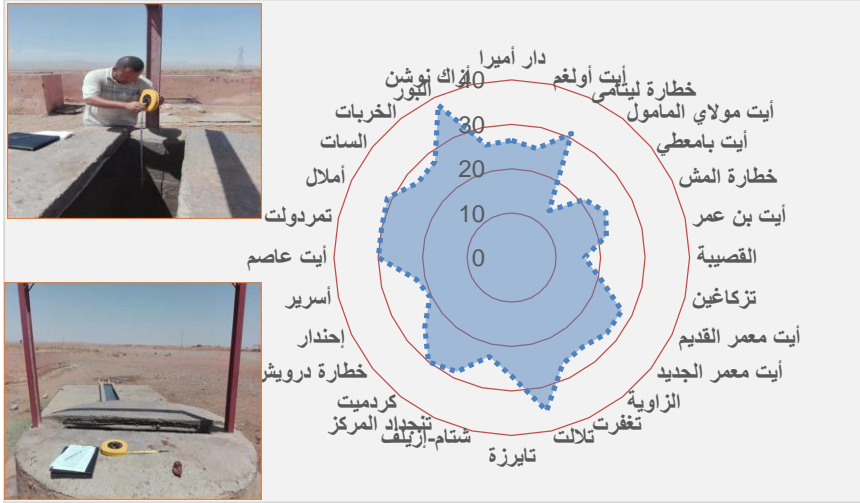 دار أميرا
أيت أولغم
خطارة ليتامى
أيت مولاي المامول
أيت بامعطي
خطارة المش
أيت بن عمر
القصيبة
تزكاغين
أيت معمر القديم
أيت معمر الجديد
الزاوية
تغفرت
تلالت
تايرزة
شتام-إزيلف
تنجداد المركز
كردميت
خطارة درويش
إحندار
أسرير
أيت عاصم
تمردولت
أملال
السات
الخربات
البور
أزاك نوشن
40
30
20
10
0